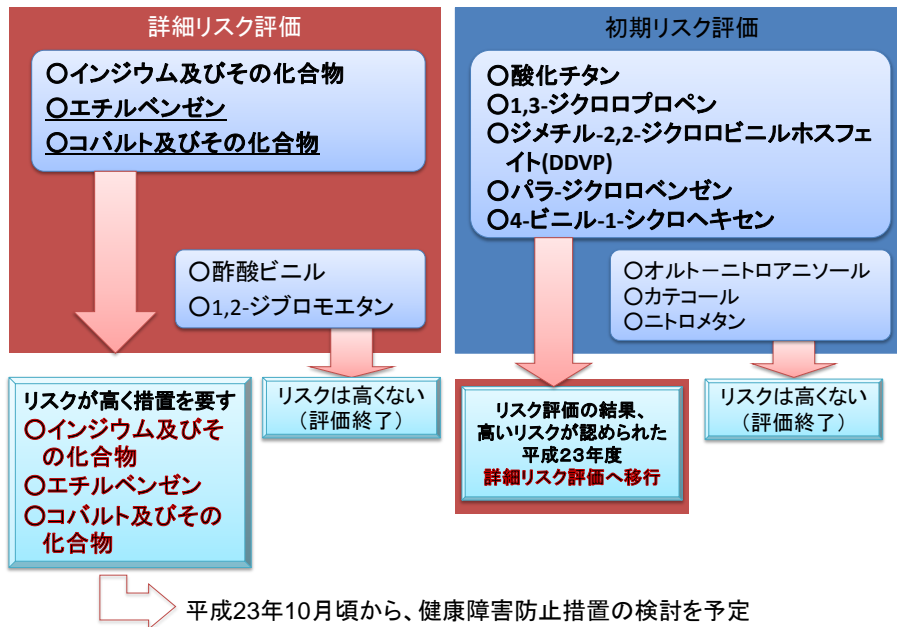 詳細リスク評価
○インジウム及びその化合物
○エチルベンゼン
○コバルト及びその化合物
○酢酸ビニル
○1,2-ジブロモエタン
リスクが高く措置を要す
○インジウム及びそ
の化合物
○エチルベンゼン
○コバルト及びその
化合物
リスクは高くない
（評価終了）
初期リスク評価
○酸化チタン
○1,3-ジクロロプロペン
○ジメチル-2,2-ジクロロビニルホスフェ
イト(DDVP)
○パラ-ジクロロベンゼン
○4-ビニル-1-シクロヘキセン
○オルトーニトロアニソール
○カテコール
○ニトロメタン
リスク評価の結果、
高いリスクが認められた
平成23年度
詳細リスク評価へ移行
リスクは高くない
（評価終了）
平成23年10月頃から、健康障害防止措置の検討を予定